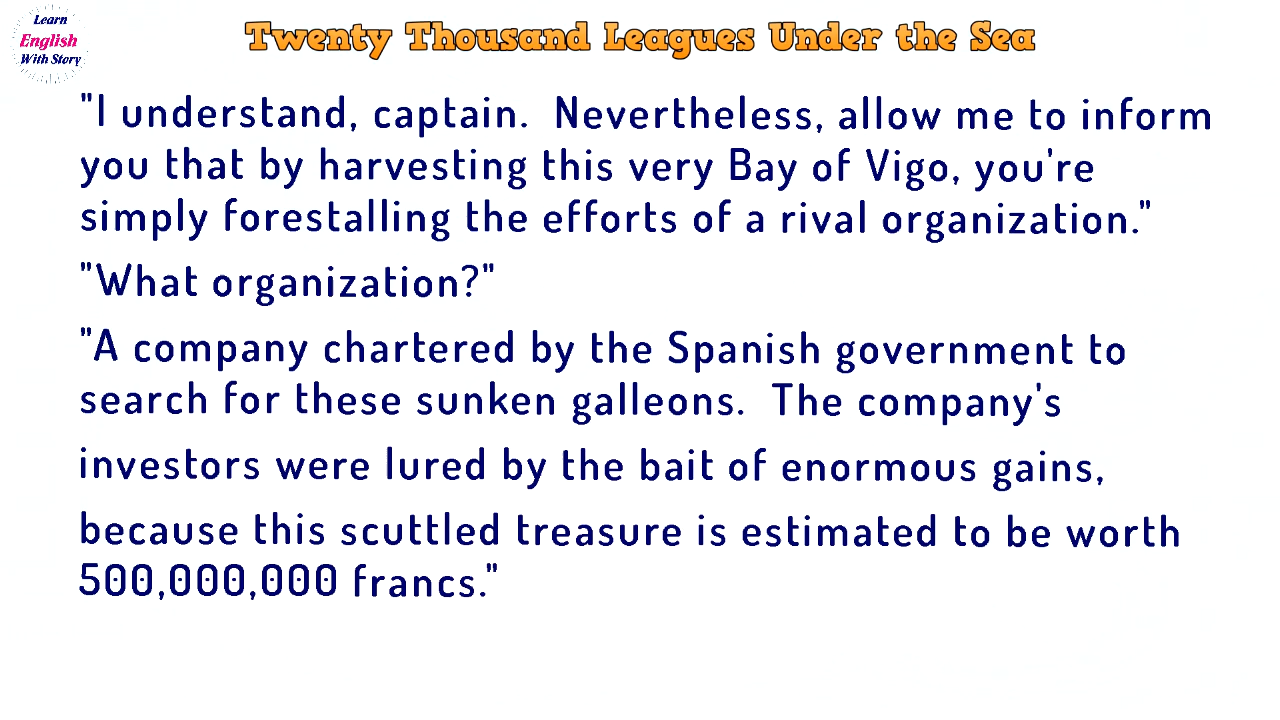 Learn
English
With Story
Twenty Thousand Leagues Under the Sea
"I understand, captain.  Nevertheless, allow me to inform
you that by harvesting this very Bay of Vigo, you're
simply forestalling the efforts of a rival organization."
"What organization?"
"A company chartered by the Spanish government to
search for these sunken galleons.  The company's
investors were lured by the bait of enormous gains,
because this scuttled treasure is estimated to be worth
500,000,000 francs."